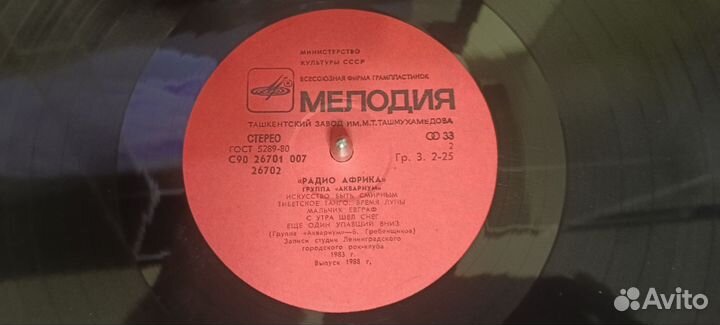 МИНИСТЕРСТВО
КУЛЬТУРЫ СССР
ВСЕСОЮЗНАЯ ФИРМА ГРАМПЛАСТИНОК
МЕЛОДИЯ
ТАШКЕНТСКИЙ ЗАВОД ИМ.М.Т.ТАШМУХАМЕДОВА
СТЕРЕО 33
ГОСТ 5289-80 2
С90 26701 007 Гр. 3. 2-25
26702
«РАДИО АФРИКА»
ГРУППА «АКВАРИУМ»
ИСКУССТВО БЫТЬ СМИРНЫМ
ТИБЕТСКОЕ ТАНГО. ВРЕМЯ ЛУНЫ
МАЛЬЧИК ЕВГРАФ
С УТРА ШЕЛ СНЕГ
ЕЩЕ ОДИН УПАВШИЙ ВНИЗ
(Группа «Аквариум»—Б. Гребенщиков)
Запись студии Ленинградского
городского рок-клуба
1983 г.
Выпуск 1988 г.
Avito